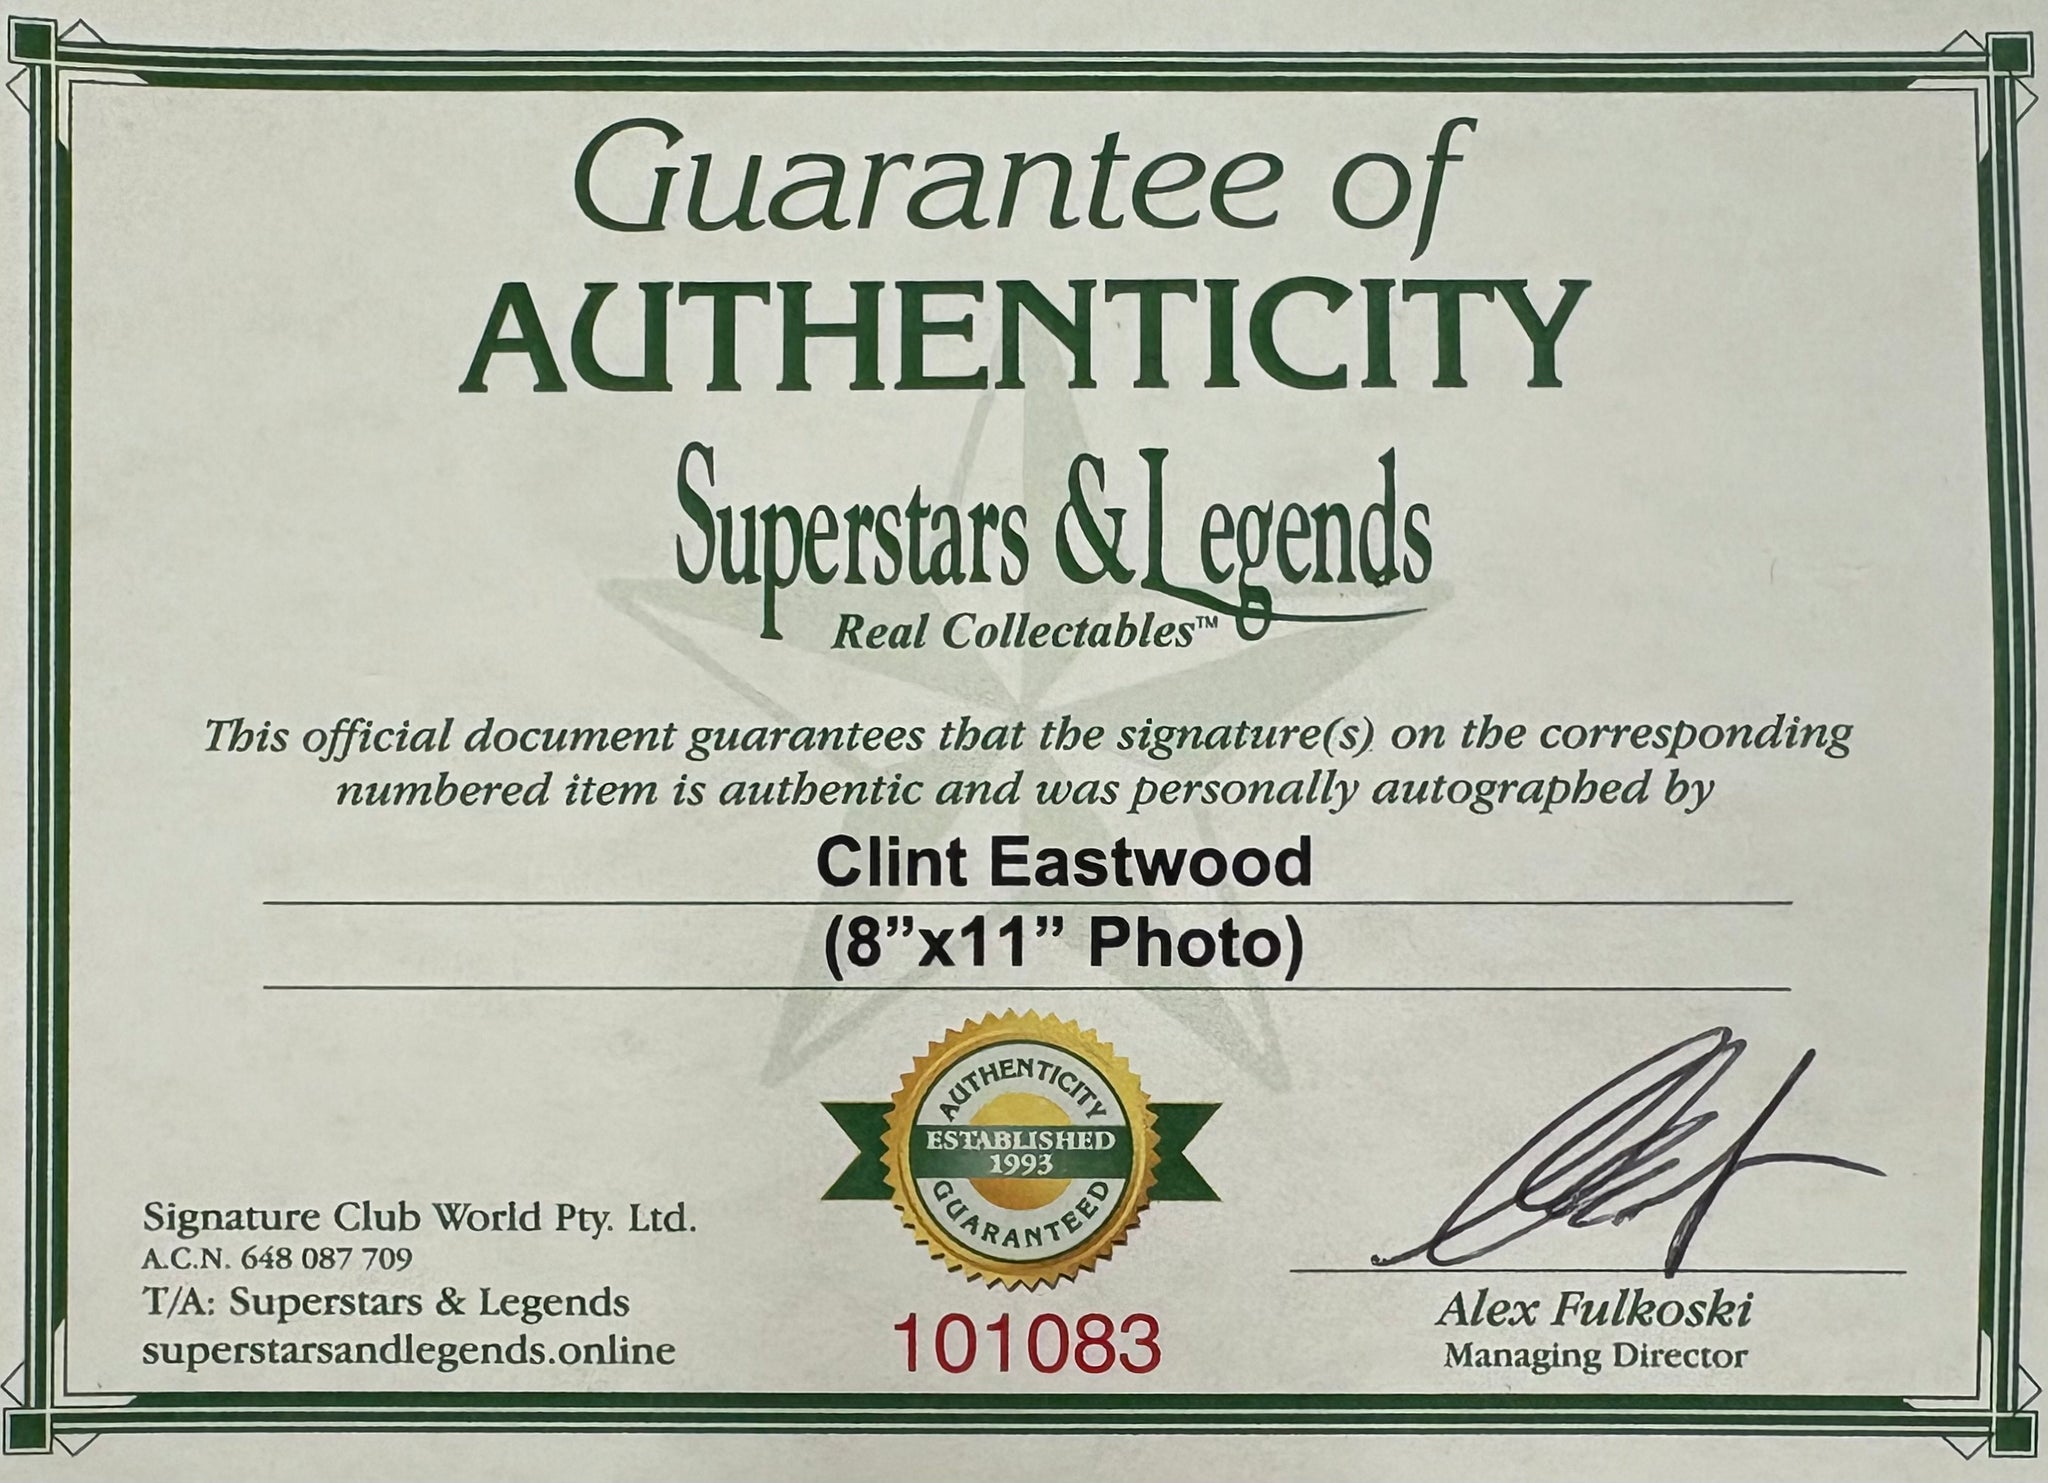 Guarantee of
AUTHENTICITY
Superstars & Legends
Real Collectables™
This official document guarantees that the signature(s) on the corresponding
numbered item is authentic and was personally autographed by
Clint Eastwood
(8”x11” Photo)
AUTHENTICITY
ESTABLISHED
1993
GUARANTEED
101083
Signature Club World Pty. Ltd.
A.C.N. 648 087 709
T/A: Superstars & Legends
superstarsandlegends.online
Alex Fulkoski
Managing Director